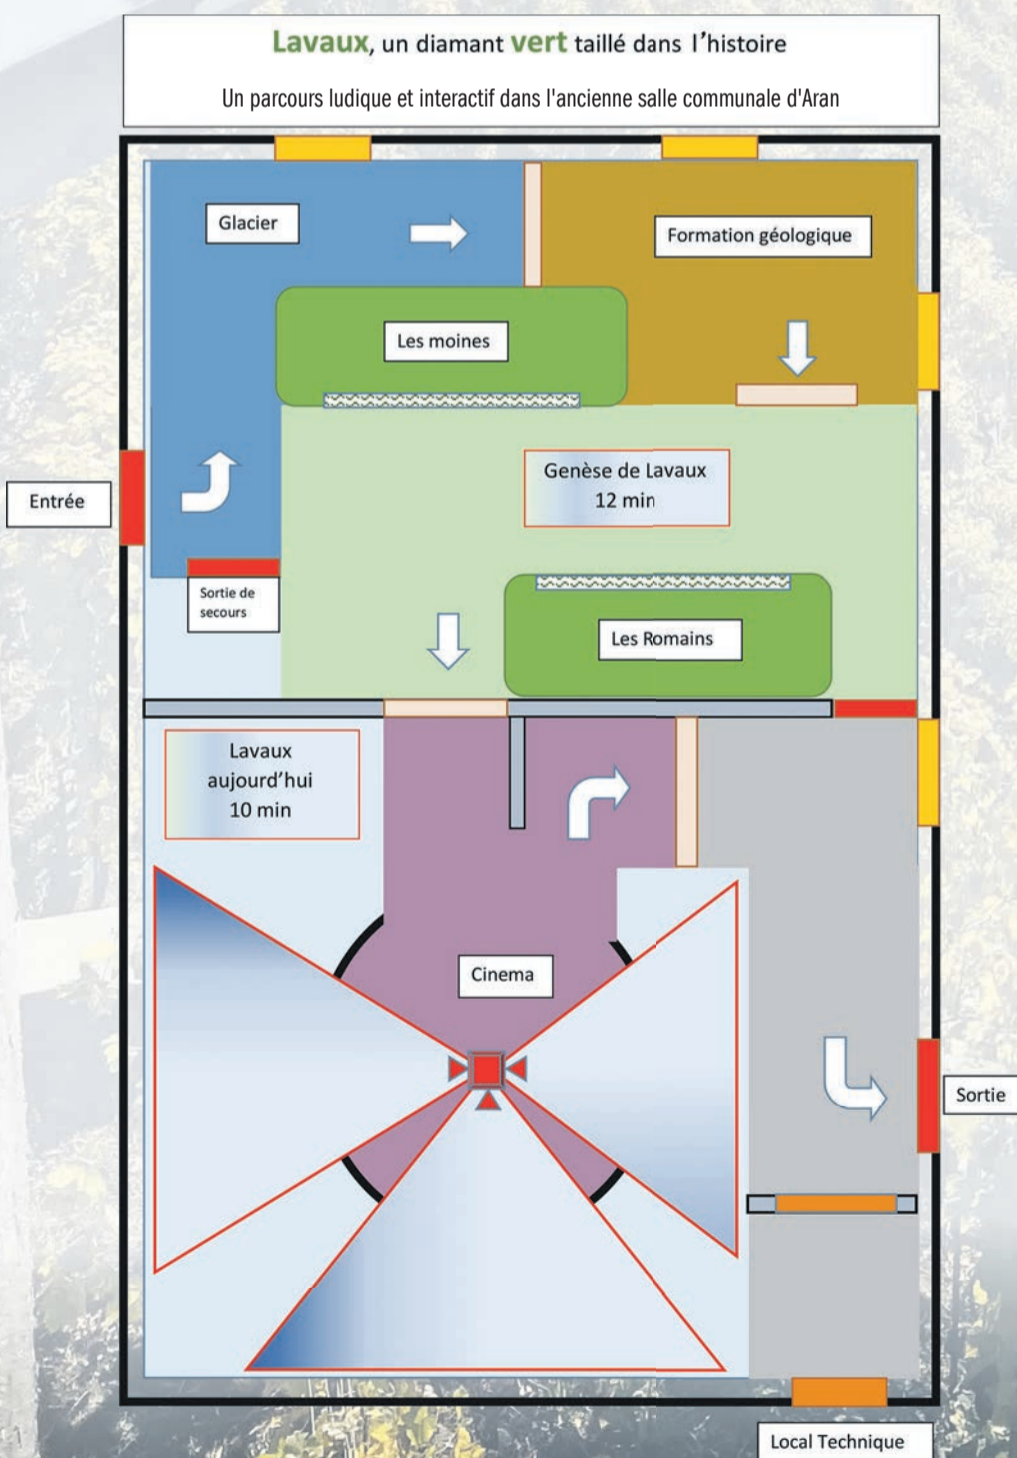 Lavaux, un diamant vert taillé dans l'histoire
Un parcours ludique et interactif dans l'ancienne salle communale d'Aran
Glacier
Formation géologique
Les moines
Genèse de Lavaux
12 min
Entrée
Sortie de
secours
Les Romains
Lavaux
aujourd'hui
10 min
Cinema
Sortie
Local Technique